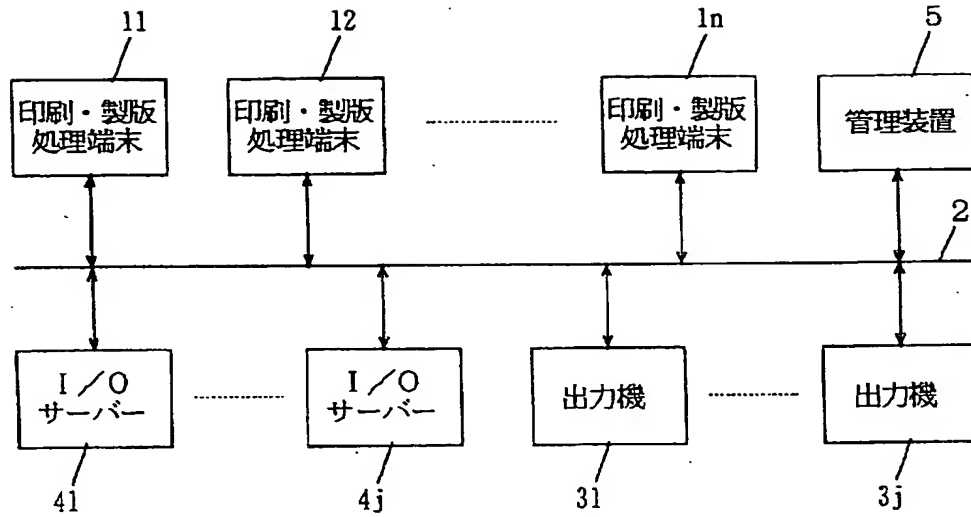 11
12
1n
5
印刷・製版
処理端末
印刷・製版
処理端末
印刷・製版
処理端末
管理装置
2
I／O
サーバー
I／O
サーバー
出力機
出力機
41
4j
31
3j